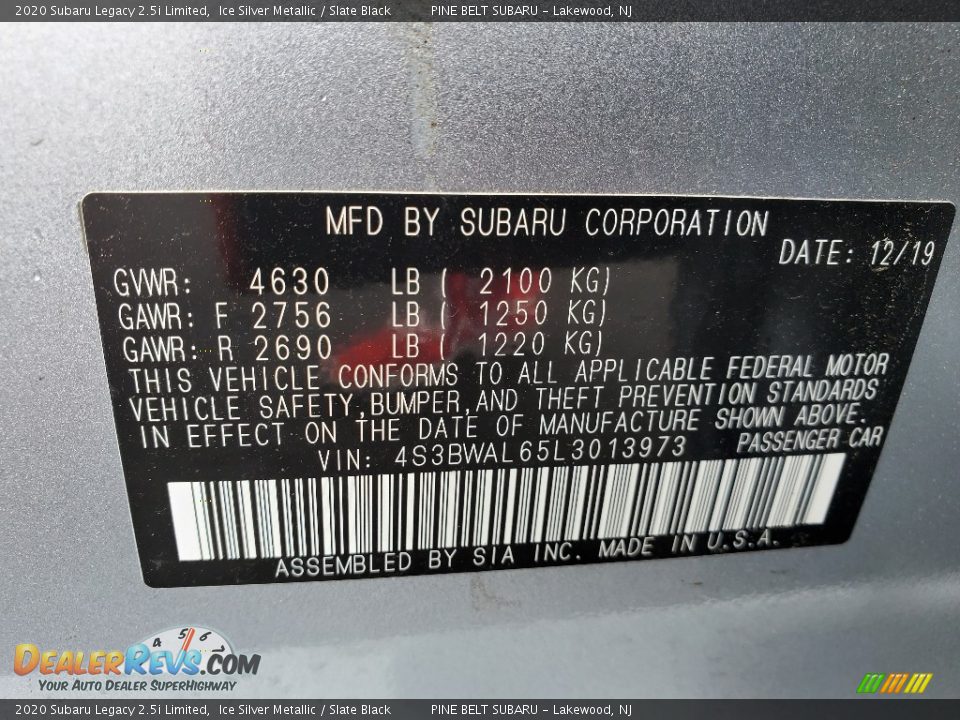 2020 Subaru Legacy 2.5i Limited, Ice Silver Metallic / Slate Black PINE BELT SUBARU - Lakewood, NJ
MFD BY SUBARU CORPORATION
DATE: 12/19
GVWR: 4630 LB ( 2100 KG)
GAWR: F 2756 LB ( 1250 KG)
GAWR: R 2690 LB ( 1220 KG)
THIS VEHICLE CONFORMS TO ALL APPLICABLE FEDERAL MOTOR
VEHICLE SAFETY,BUMPER,AND THEFT PREVENTION STANDARDS
IN EFFECT ON THE DATE OF MANUFACTURE SHOWN ABOVE.
VIN: 4S3BWAL65L3013973 PASSENGER CAR
ASSEMBLED BY SIA INC. MADE IN U.S.A.
4 5 6
DealerRevs.com
Your Auto Dealer SuperHighway
2020 Subaru Legacy 2.5i Limited, Ice Silver Metallic / Slate Black PINE BELT SUBARU - Lakewood, NJ